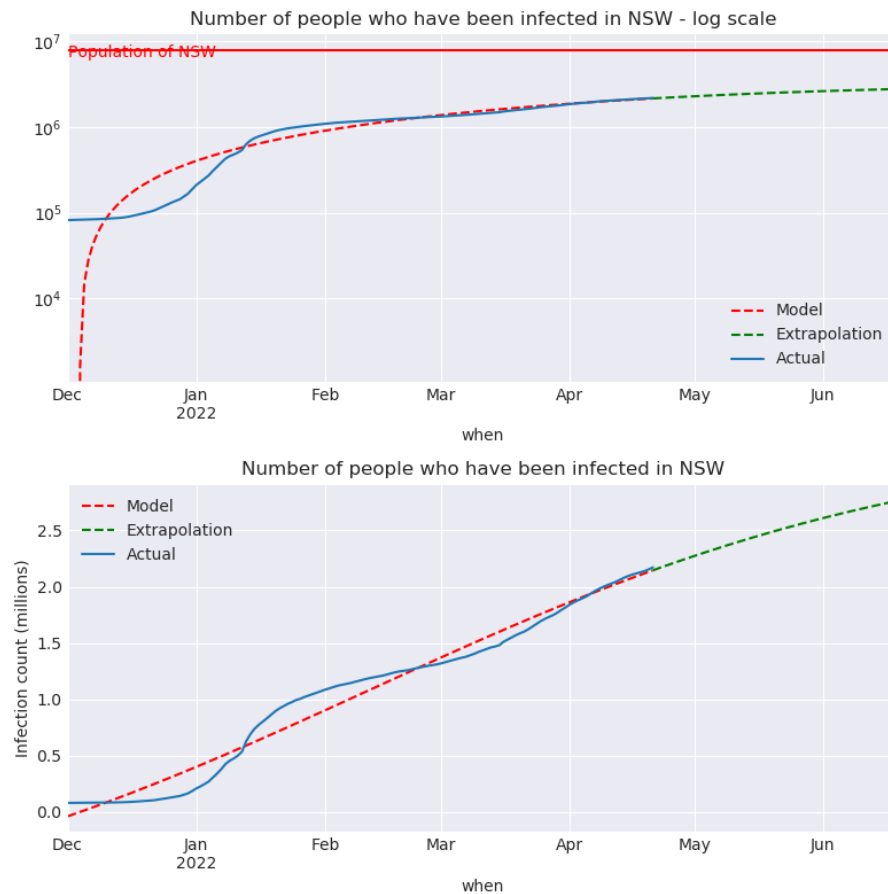 Number of people who have been infected in NSW - log scale
10^7
Population of NSW
10^6
10^5
10^4
Model
Extrapolation
Actual
Dec Jan Feb Mar Apr May Jun
2022
when
Number of people who have been infected in NSW
Model
Extrapolation
Actual
Infection count (millions)
2.5
2.0
1.5
1.0
0.5
0.0
Dec Jan Feb Mar Apr May Jun
2022
when